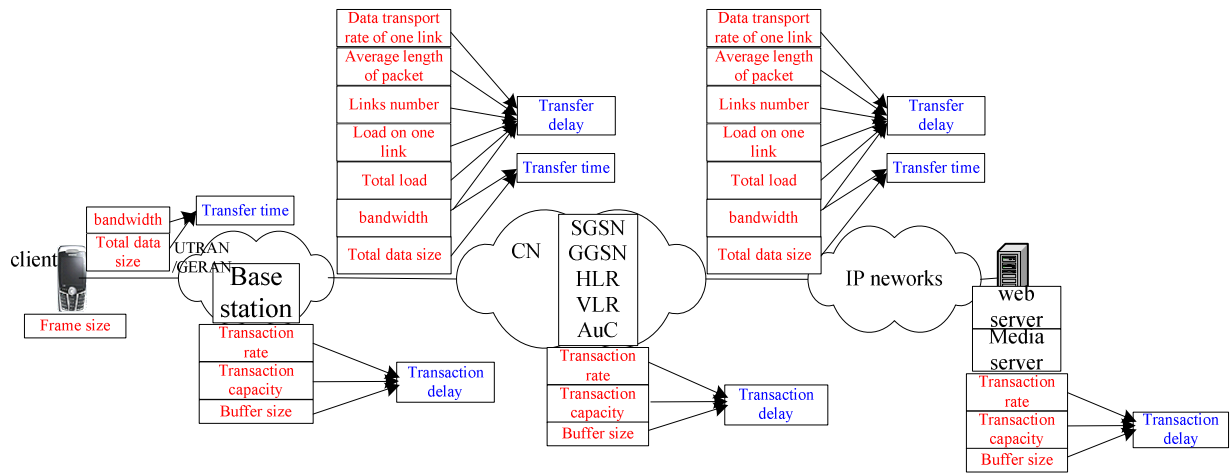 client
Frame size
bandwidth
Total data
size
Transfer time
UTRAN
/GERAN
Base
station
Transaction
rate
Transaction
capacity
Buffer size
Transaction
delay
Data transport
rate of one link
Average length
of packet
Links number
Load on one
link
Total load
bandwidth
Total data size
Transfer
delay
Transfer time
CN
SGSN
GGSN
HLR
VLR
AuC
Transaction
rate
Transaction
capacity
Buffer size
Transaction
delay
Data transport
rate of one link
Average length
of packet
Links number
Load on one
link
Total load
bandwidth
Total data size
Transfer
delay
Transfer time
IP neworks
web
server
Media
server
Transaction
rate
Transaction
capacity
Buffer size
Transaction
delay